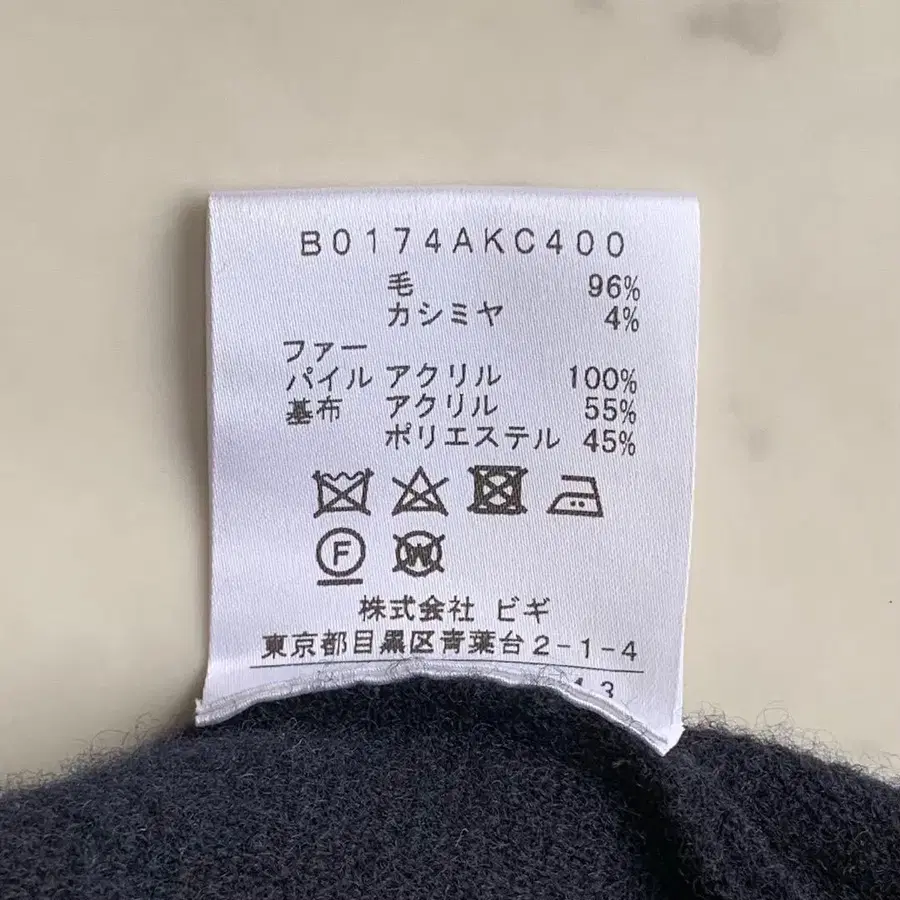 B0174AKC400
毛 96%
カシミヤ 4%
ファー
パイル アクリル 100%
基布 アクリル 55%
ポリエステル 45%
F W
株式会社 ビギ
東京都目黒区青葉台2-1-4